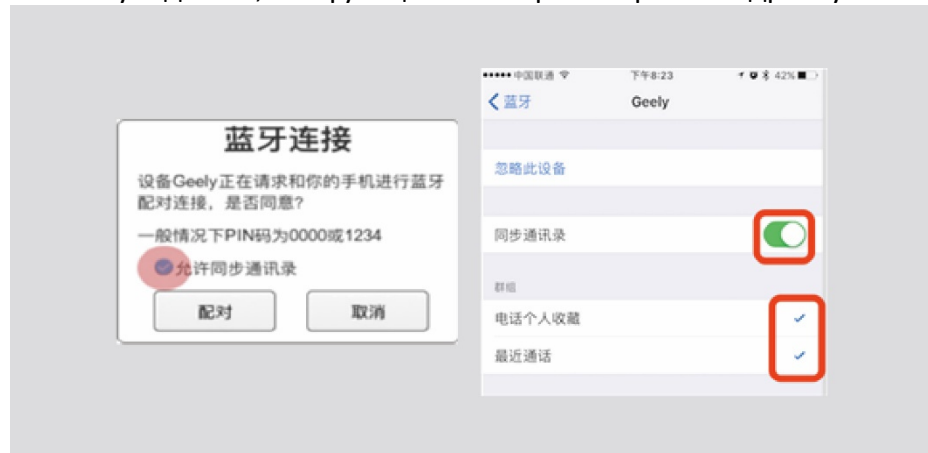 蓝牙连接
设备Geely正在请求和你的手机进行蓝牙
配对连接，是否同意？
一般情况下PIN码为0000或1234
允许同步通讯录
配对
取消
中国联通
下午8:23
42%
蓝牙
Geely
忽略此设备
同步通讯录
群组
电话个人收藏
最近通话